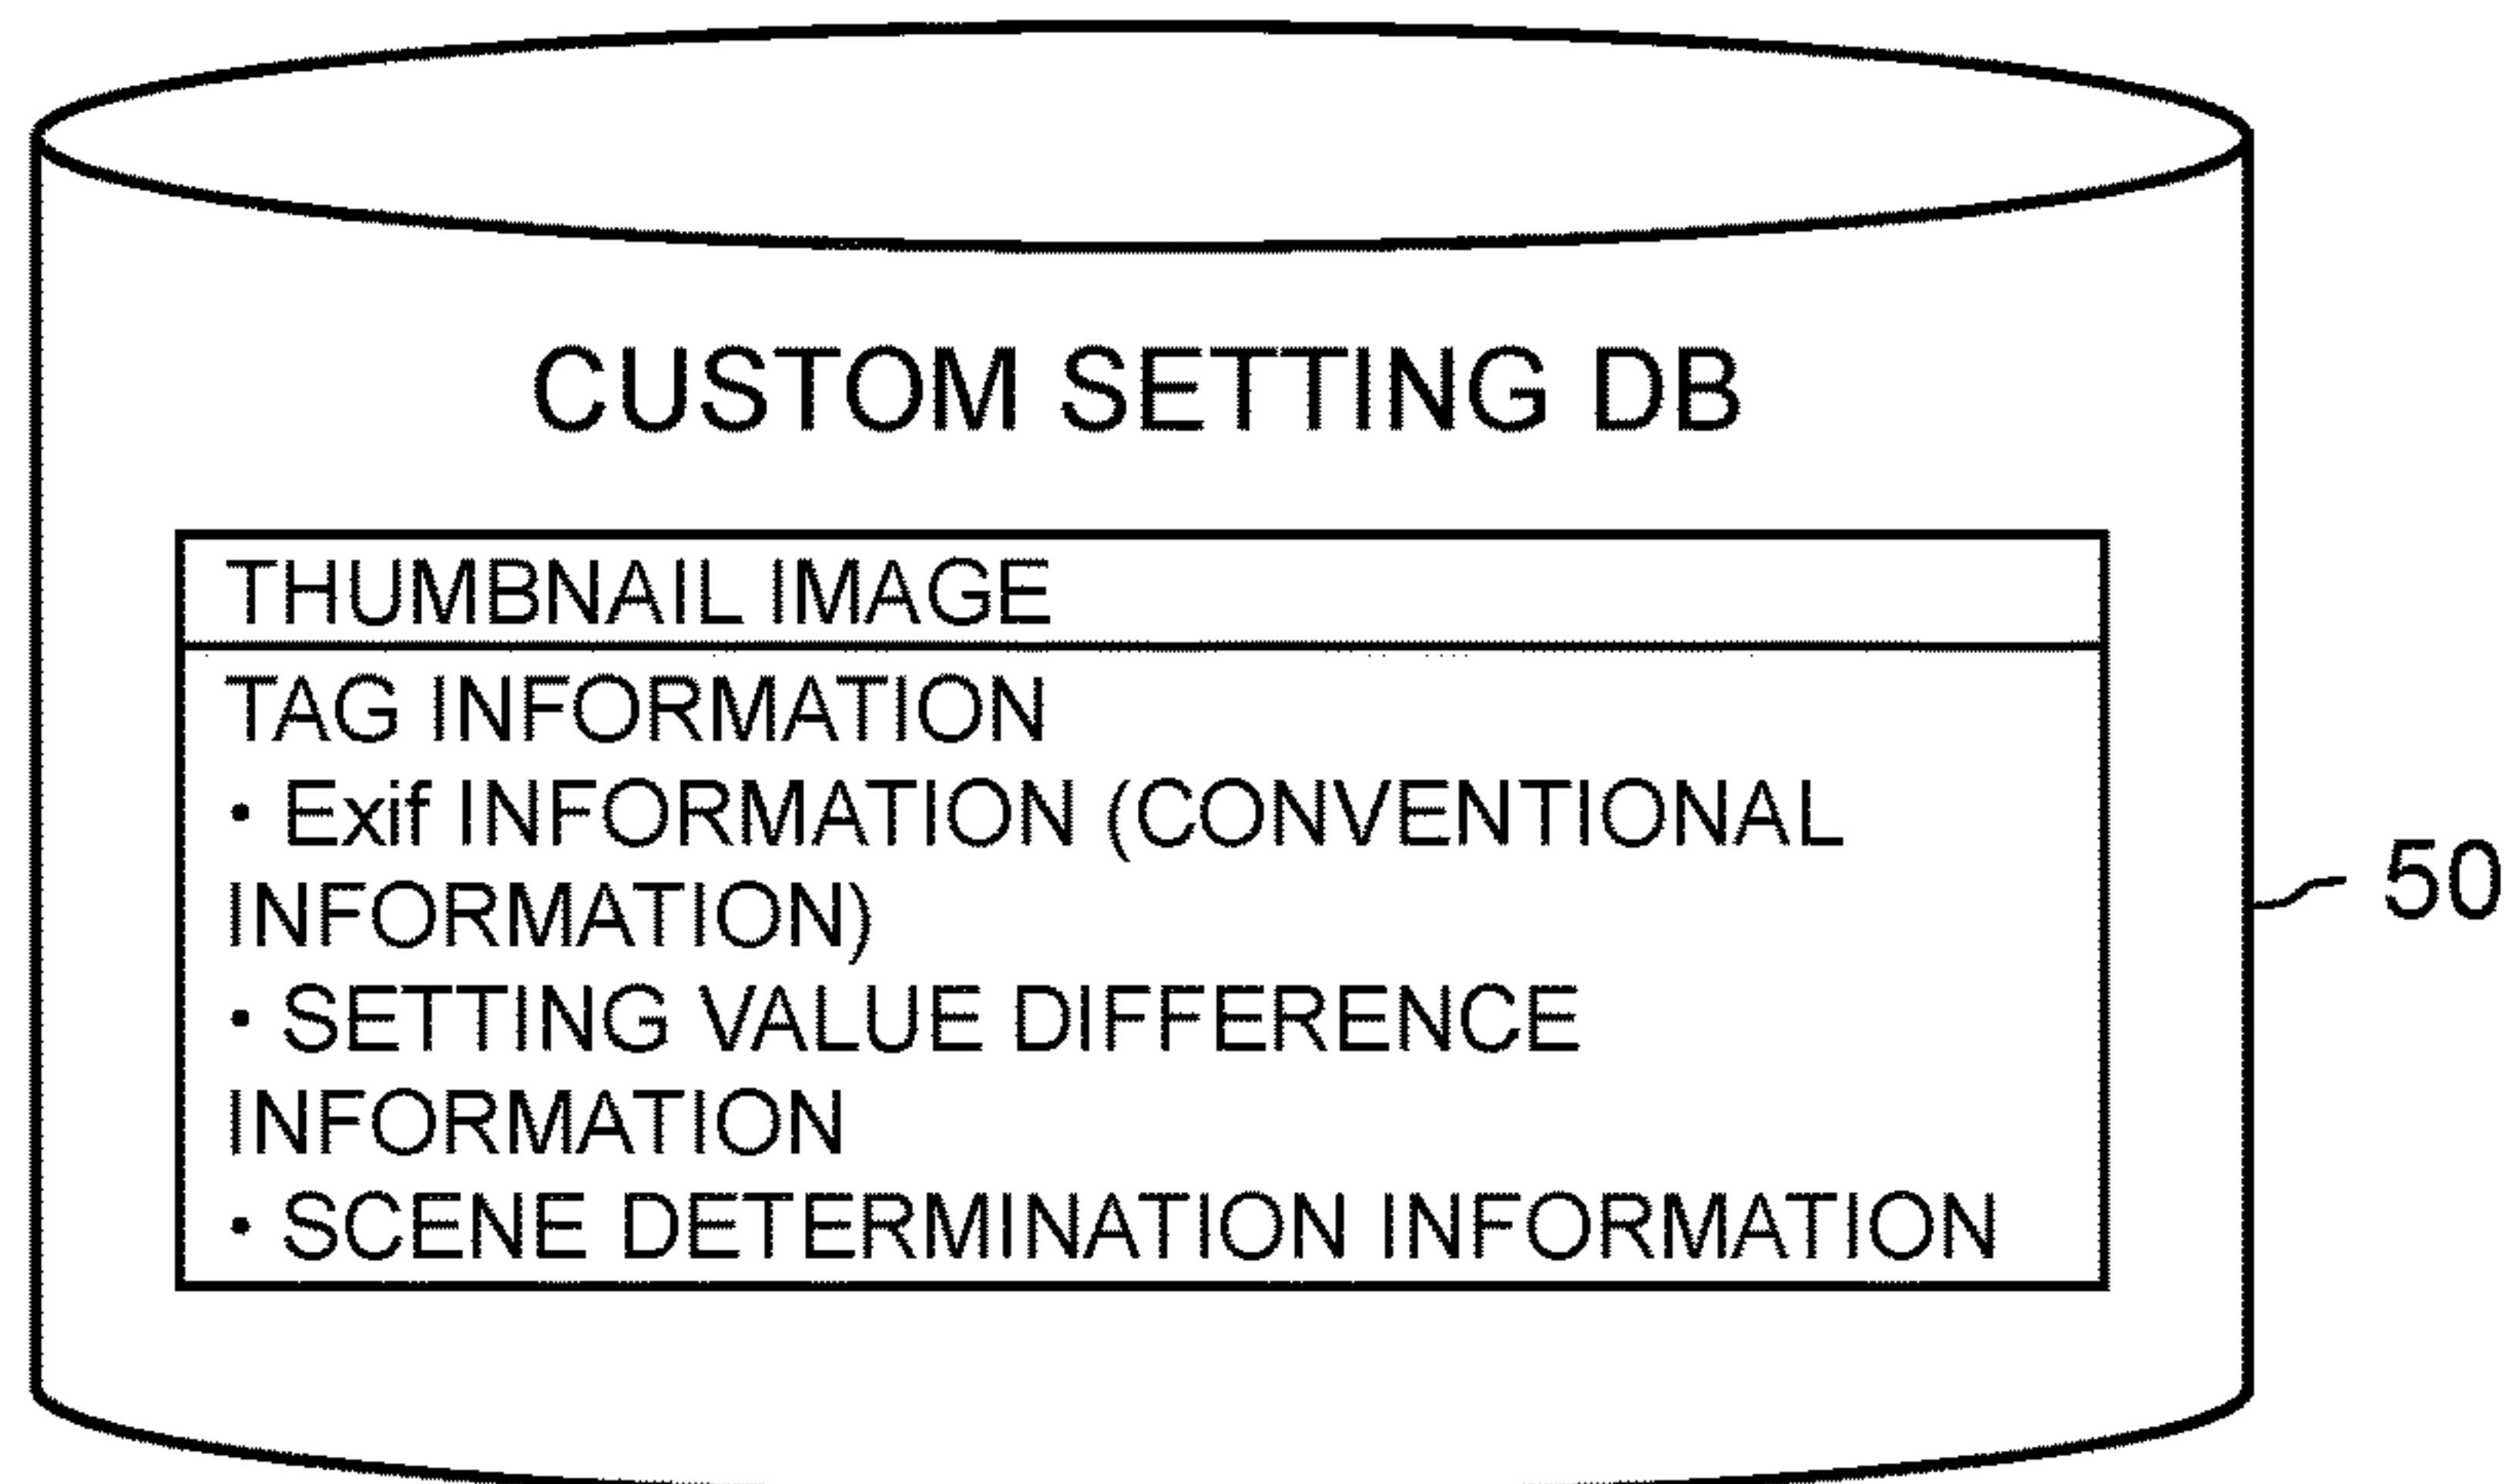 CUSTOM SETTING DB
THUMBNAIL IMAGE
TAG INFORMATION
• Exif INFORMATION (CONVENTIONAL
INFORMATION)
• SETTING VALUE DIFFERENCE
INFORMATION
• SCENE DETERMINATION INFORMATION
50